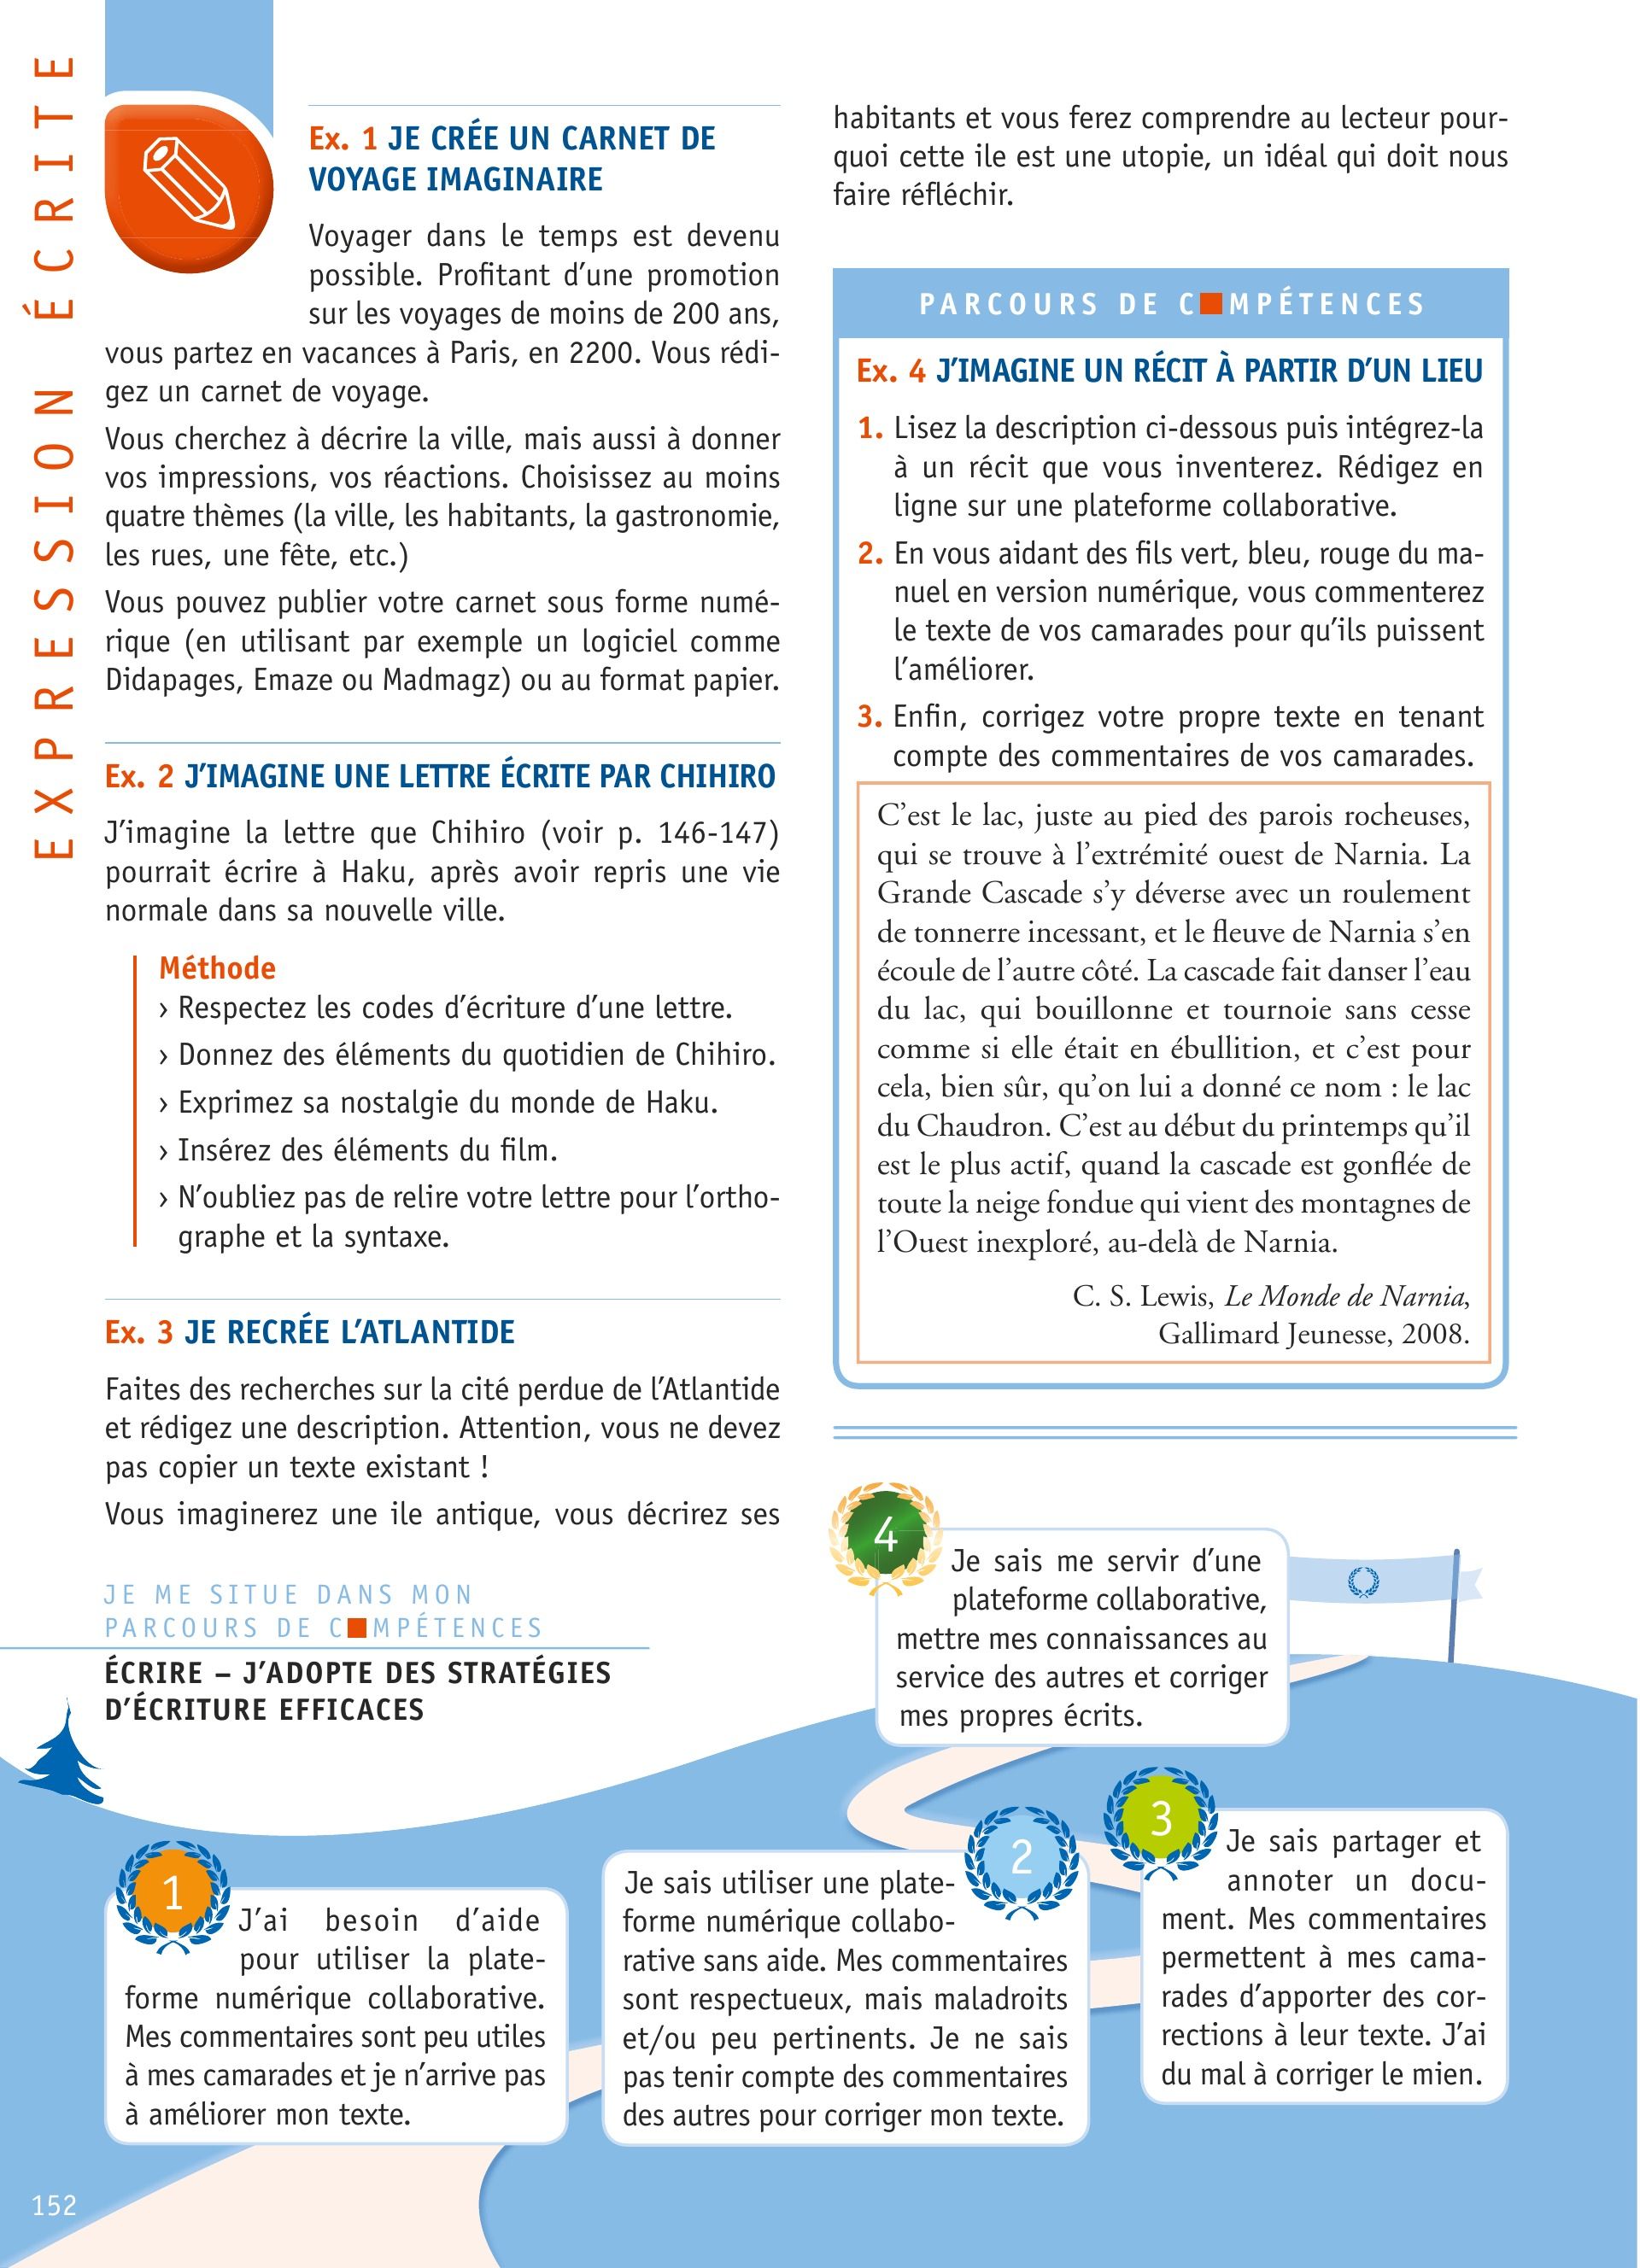 EXPRESSION ÉCRITE
Ex. 1 JE CRÉE UN CARNET DE
VOYAGE IMAGINAIRE
Voyager dans le temps est devenu
possible. Profitant d’une promotion
sur les voyages de moins de 200 ans,
vous partez en vacances à Paris, en 2200. Vous rédi-
gez un carnet de voyage.
Vous cherchez à décrire la ville, mais aussi à donner
vos impressions, vos réactions. Choisissez au moins
quatre thèmes (la ville, les habitants, la gastronomie,
les rues, une fête, etc.)
Vous pouvez publier votre carnet sous forme numé-
rique (en utilisant par exemple un logiciel comme
Didapages, Emaze ou Madmagz) ou au format papier.
Ex. 2 J’IMAGINE UNE LETTRE ÉCRITE PAR CHIHIRO
J’imagine la lettre que Chihiro (voir p. 146-147)
pourrait écrire à Haku, après avoir repris une vie
normale dans sa nouvelle ville.
Méthode
› Respectez les codes d’écriture d’une lettre.
› Donnez des éléments du quotidien de Chihiro.
› Exprimez sa nostalgie du monde de Haku.
› Insérez des éléments du film.
› N’oubliez pas de relire votre lettre pour l’ortho-
graphe et la syntaxe.
Ex. 3 JE RECRÉE L’ATLANTIDE
Faites des recherches sur la cité perdue de l’Atlantide
et rédigez une description. Attention, vous ne devez
pas copier un texte existant !
Vous imaginerez une ile antique, vous décrirez ses
habitants et vous ferez comprendre au lecteur pour-
quoi cette ile est une utopie, un idéal qui doit nous
faire réfléchir.
PARCOURS DE C■MPÉTENCES
Ex. 4 J’IMAGINE UN RÉCIT À PARTIR D’UN LIEU
1. Lisez la description ci-dessous puis intégrez-la
à un récit que vous inventerez. Rédigez en
ligne sur une plateforme collaborative.
2. En vous aidant des fils vert, bleu, rouge du ma-
nuel en version numérique, vous commenterez
le texte de vos camarades pour qu’ils puissent
l’améliorer.
3. Enfin, corrigez votre propre texte en tenant
compte des commentaires de vos camarades.
C’est le lac, juste au pied des parois rocheuses,
qui se trouve à l’extrémité ouest de Narnia. La
Grande Cascade s’y déverse avec un roulement
de tonnerre incessant, et le fleuve de Narnia s’en
écoule de l’autre côté. La cascade fait danser l’eau
du lac, qui bouillonne et tournoie sans cesse
comme si elle était en ébullition, et c’est pour
cela, bien sûr, qu’on lui a donné ce nom : le lac
du Chaudron. C’est au début du printemps qu’il
est le plus actif, quand la cascade est gonflée de
toute la neige fondue qui vient des montagnes de
l’Ouest inexploré, au-delà de Narnia.
C. S. Lewis, Le Monde de Narnia,
Gallimard Jeunesse, 2008.
JE ME SITUE DANS MON
PARCOURS DE C■MPÉTENCES
ÉCRIRE – J’ADOPTE DES STRATÉGIES
D’ÉCRITURE EFFICACES
1
J’ai besoin d’aide
pour utiliser la plate-
forme numérique collaborative.
Mes commentaires sont peu utiles
à mes camarades et je n’arrive pas
à améliorer mon texte.
2
Je sais utiliser une plate-
forme numérique collabo-
rative sans aide. Mes commentaires
sont respectueux, mais maladroits
et/ou peu pertinents. Je ne sais
pas tenir compte des commentaires
des autres pour corriger mon texte.
3
Je sais partager et
annoter un docu-
ment. Mes commentaires
permettent à mes cama-
rades d’apporter des cor-
rections à leur texte. J’ai
du mal à corriger le mien.
4
Je sais me servir d’une
plateforme collaborative,
mettre mes connaissances au
service des autres et corriger
mes propres écrits.
152